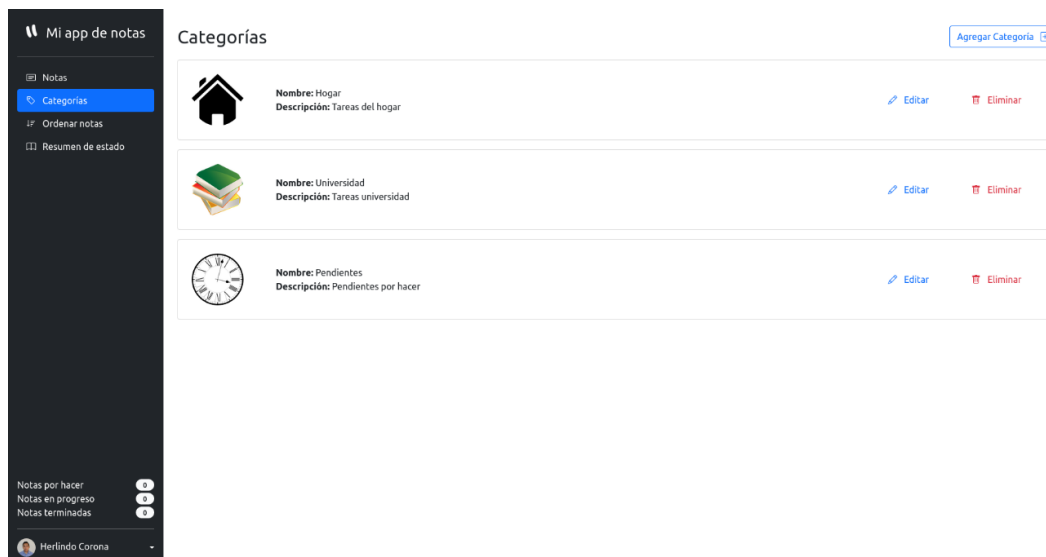 Mi app de notas
Notas
Categorías
Ordenar notas
Resumen de estado
Notas por hacer 0
Notas en progreso 0
Notas terminadas 0
Herlindo Corona
Categorías
Agregar Categoría
Nombre: Hogar
Descripción: Tareas del hogar
Editar Eliminar
Nombre: Universidad
Descripción: Tareas universidad
Editar Eliminar
Nombre: Pendientes
Descripción: Pendientes por hacer
Editar Eliminar